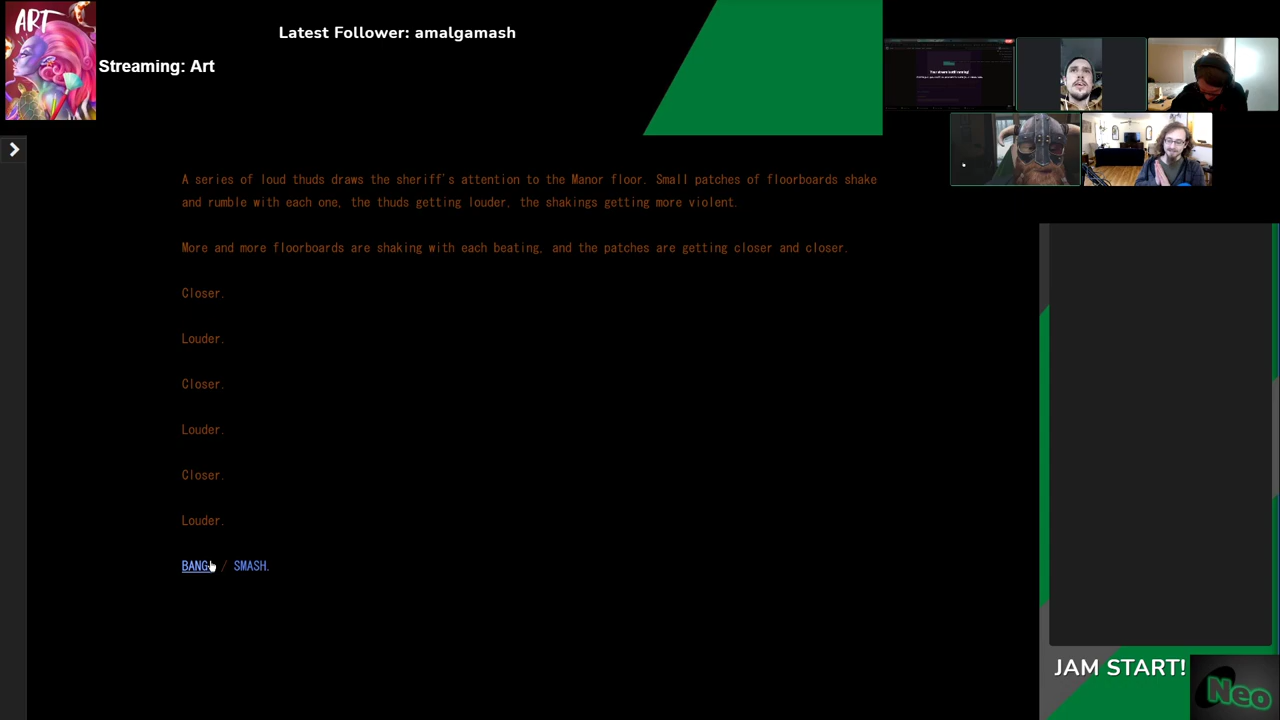 ART
Latest Follower: amalgamash
Streaming: Art
A series of loud thuds draws the sheriff's attention to the Manor floor. Small patches of floorboards shake
and rumble with each one, the thuds getting louder, the shakings getting more violent.
More and more floorboards are shaking with each beating, and the patches are getting closer and closer.
Closer.
Louder.
Closer.
Louder.
Closer.
Louder.
BANG. / SMASH.
JAM START!
Neo